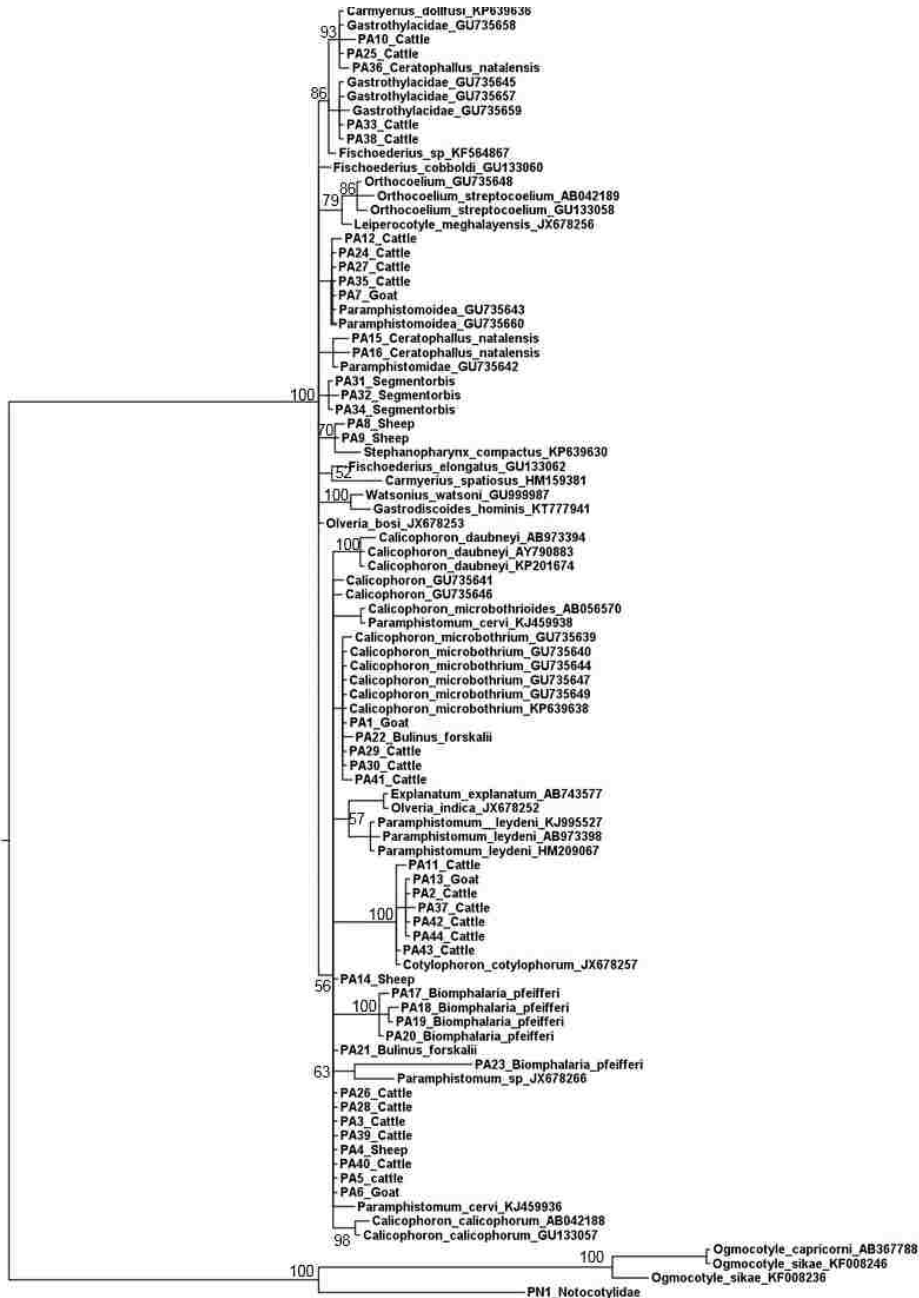 Carmyerius_dollfusi_KP639636
93
Gastrothylacidae_GU735658
PA10_Cattle
PA25_Cattle
PA36_Ceratophallus_natalensis
86
Gastrothylacidae_GU735645
Gastrothylacidae_GU735657
Gastrothylacidae_GU735659
PA33_Cattle
PA38_Cattle
Fischoederius_sp_KF564867
Fischoederius_cobboldi_GU133060
86
Orthocoelium_GU735648
79
Orthocoelium_streptocoelium_AB042189
Orthocoelium_streptocoelium_GU133058
Leiperocotyle_meghalayensis_JX678256
PA12_Cattle
PA24_Cattle
PA27_Cattle
PA35_Cattle
PA7_Goat
Paramphistomoidea_GU735643
Paramphistomoidea_GU735660
PA15_Ceratophallus_natalensis
PA16_Ceratophallus_natalensis
Paramphistomidae_GU735642
PA31_Segmentorbis
100
PA32_Segmentorbis
PA34_Segmentorbis
PA8_Sheep
70
PA9_Sheep
Stephanopharynx_compactus_KP639630
Fischoederius_elongatus_GU133062
52
Carmyerius_spatiosus_HM159381
100
Watsonius_watsoni_GU999987
Gastrodiscoides_hominis_KT777941
Olveria_bosi_JX678253
Calicophoron_daubneyi_AB973394
100
Calicophoron_daubneyi_AY790883
Calicophoron_daubneyi_KP201674
Calicophoron_GU735641
Calicophoron_GU735646
Calicophoron_microbothrioides_AB056570
Paramphistomum_cervi_KJ459938
Calicophoron_microbothrium_GU735639
Calicophoron_microbothrium_GU735640
Calicophoron_microbothrium_GU735644
Calicophoron_microbothrium_GU735647
Calicophoron_microbothrium_GU735649
Calicophoron_microbothrium_KP639638
PA1_Goat
PA22_Bulinus_forskalii
PA29_Cattle
PA30_Cattle
PA41_Cattle
Explanatum_explanatum_AB743577
Olveria_indica_JX678252
57
Paramphistomum__leydeni_KJ995527
Paramphistomum_leydeni_AB973398
Paramphistomum_leydeni_HM209067
PA11_Cattle
PA13_Goat
PA2_Cattle
PA37_Cattle
100
PA42_Cattle
PA44_Cattle
PA43_Cattle
Cotylophoron_cotylophorum_JX678257
56
PA14_Sheep
PA17_Biomphalaria_pfeifferi
100
PA18_Biomphalaria_pfeifferi
PA19_Biomphalaria_pfeifferi
PA20_Biomphalaria_pfeifferi
PA21_Bulinus_forskalii
63
PA23_Biomphalaria_pfeifferi
Paramphistomum_sp_JX678266
PA26_Cattle
PA28_Cattle
PA3_Cattle
PA39_Cattle
PA4_Sheep
PA40_Cattle
PA5_cattle
PA6_Goat
Paramphistomum_cervi_KJ459936
Calicophoron_calicophorum_AB042188
98
Calicophoron_calicophorum_GU133057
100
Ogmocotyle_capricorni_AB367788
100
Ogmocotyle_sikae_KF008246
Ogmocotyle_sikae_KF008236
PN1_Notocotylidae